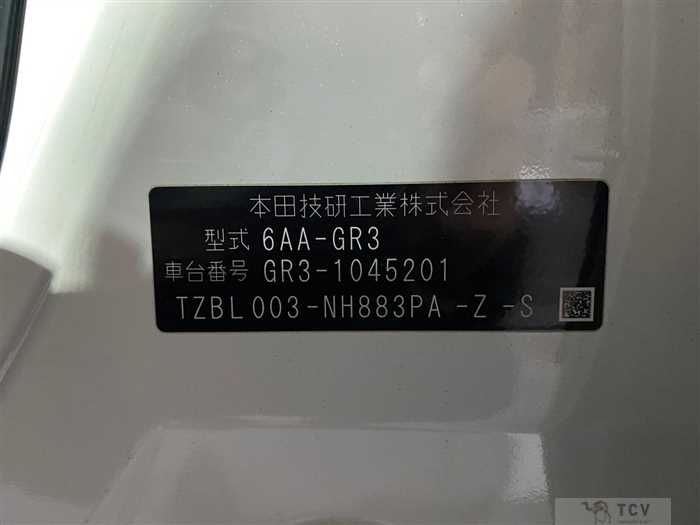 本田技研工業株式会社
型式 6AA-GR3
車台番号 GR3-1045201
TZBL003-NH883PA -Z -S
TCV